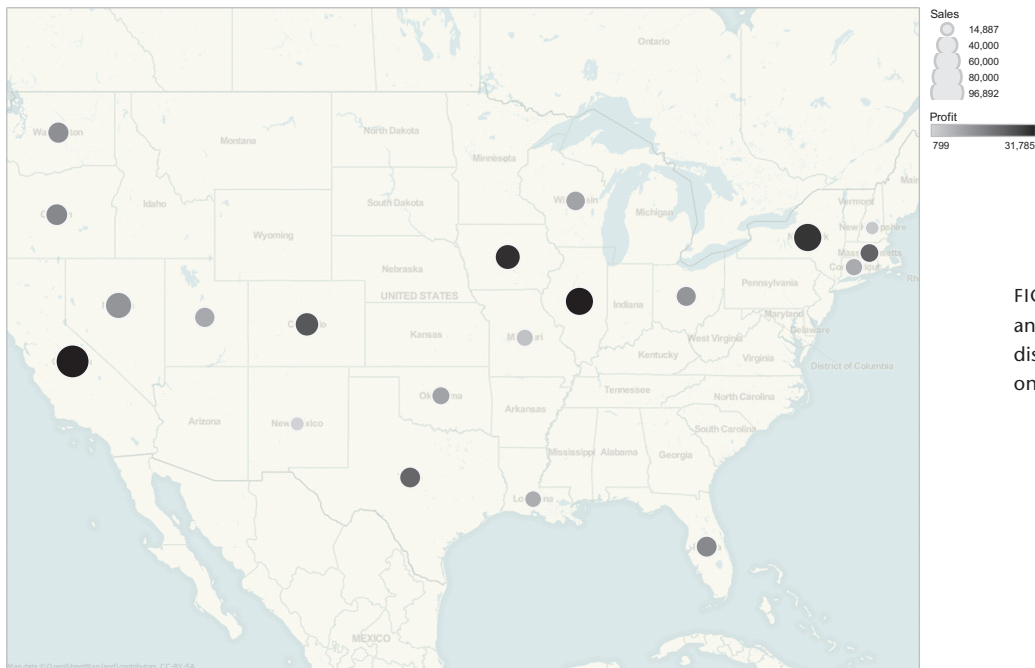 Sales
14,887
40,000
60,000
80,000
96,892
Profit
799
31,785
Ontario
Montana
North Dakota
Minnesota
Idaho
South Dakota
Wyoming
Michigan
Vermont
Main
Nebraska
UNITED STATES
Indiana
Pennsylvania
Kansas
Maryland
Delaware
West Virginia
Kentucky
Virginia
District of Columbia
Tennessee
North Carolina
Arizona
Arkansas
South Carolina
Mississippi
Alabama
Georgia
MEXICO
Rh
FIG
an
dis
on